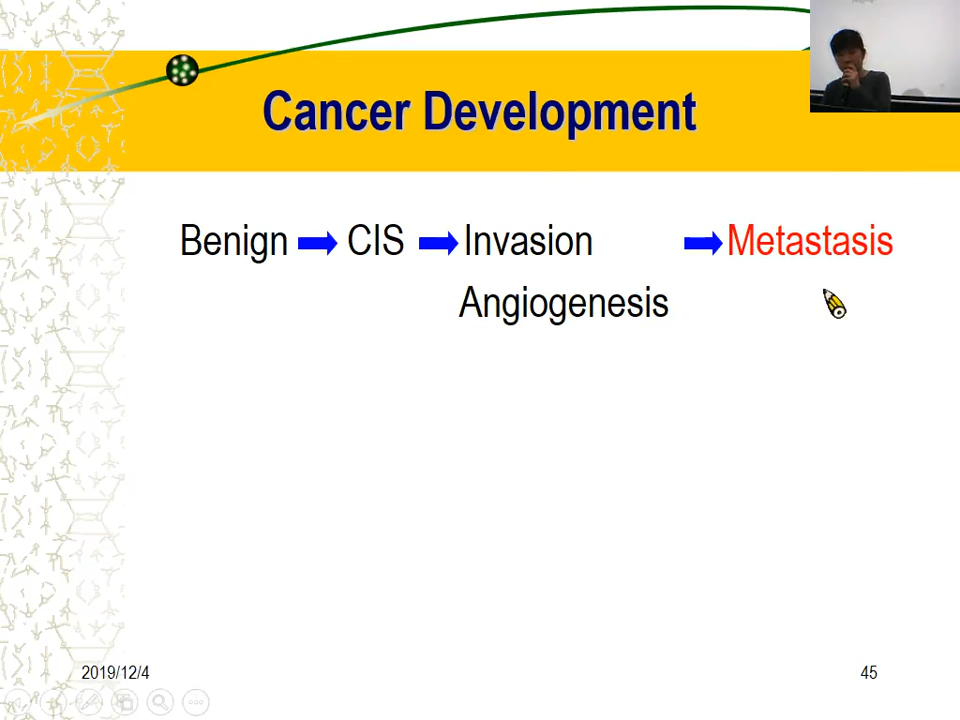 Cancer Development
Benign CIS Invasion Metastasis
Angiogenesis
2019/12/4 45